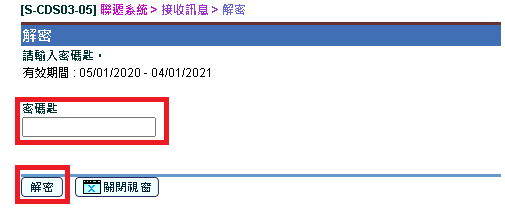 [S-CDS03-05] 聯遞系統 > 接收訊息 > 解密
解密
請輸入密碼匙。
有效期間 : 05/01/2020 - 04/01/2021
密碼匙
解密 關閉視窗